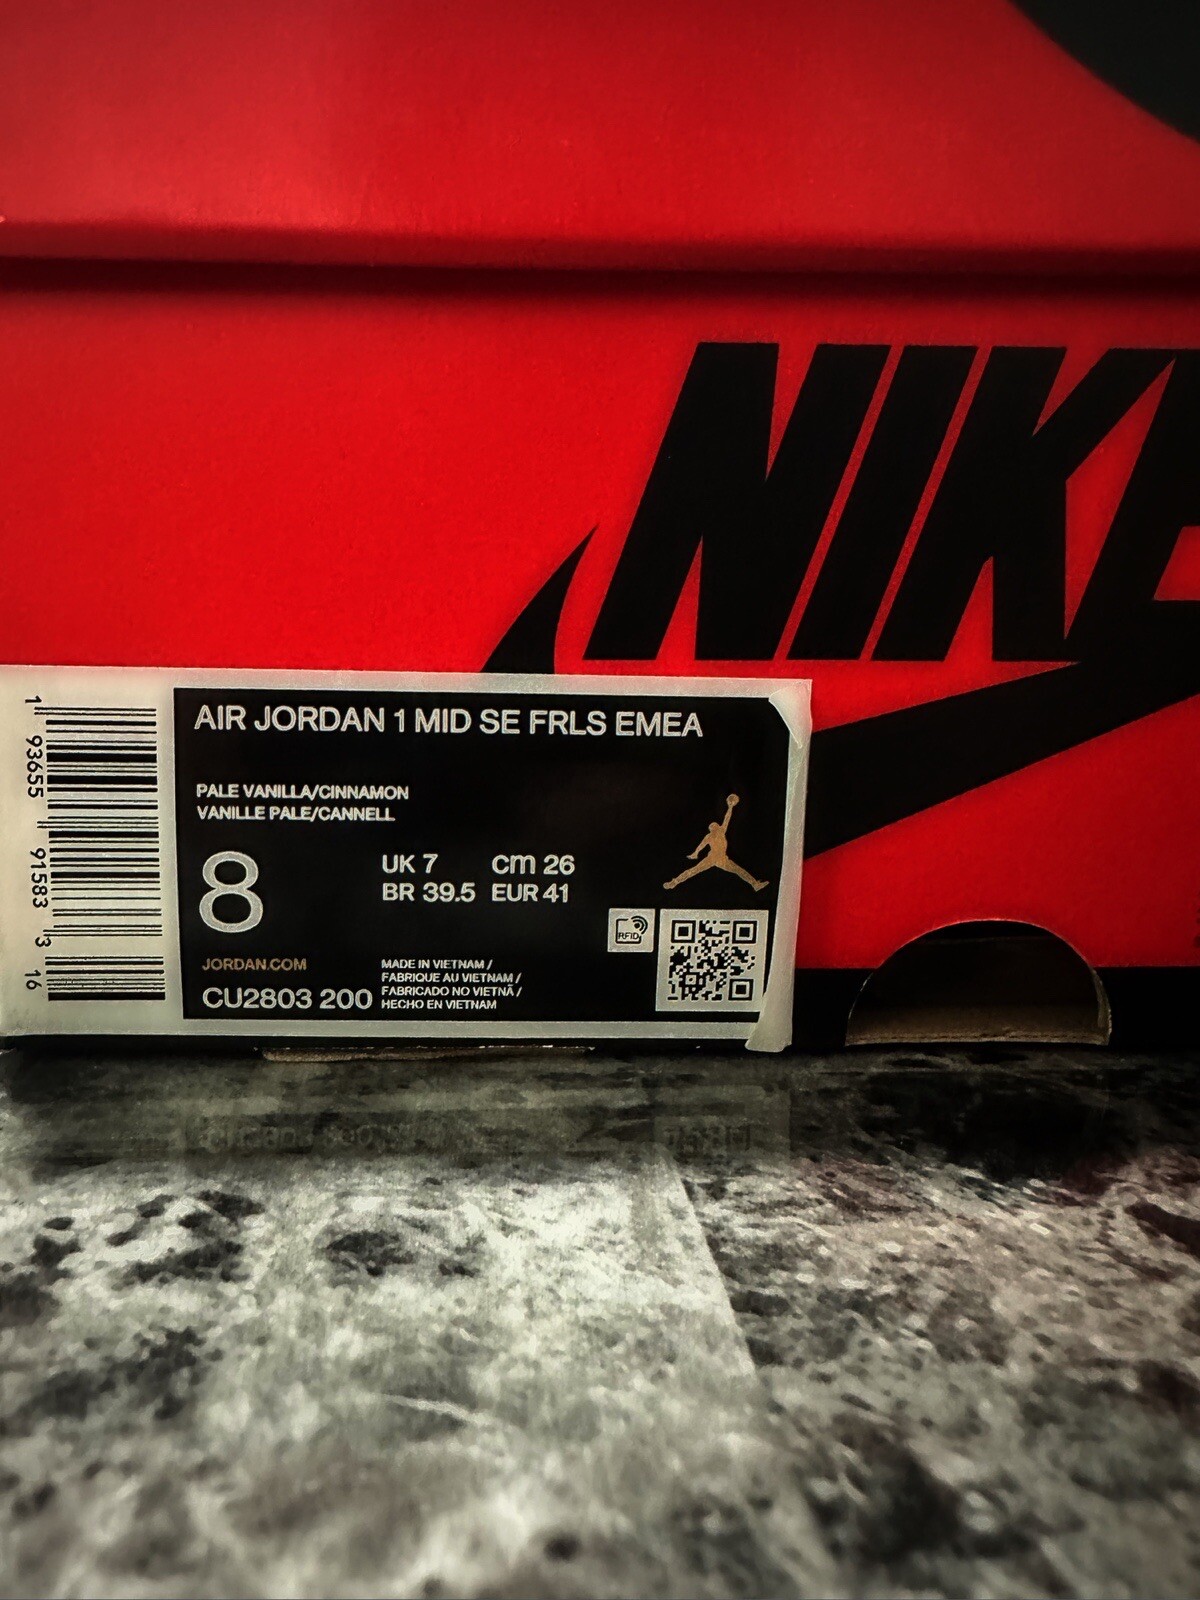 NIKE
AIR JORDAN 1 MID SE FRLS EMEA
PALE VANILLA/CINNAMON
VANILLE PALE/CANNELL
8
UK 7 cm 26
BR 39.5 EUR 41
RFID
JORDAN.COM
CU2803 200
MADE IN VIETNAM /
FABRIQUE AU VIETNAM /
FABRICADO NO VIETNÃ /
HECHO EN VIETNAM
1 93655 91583 3 16